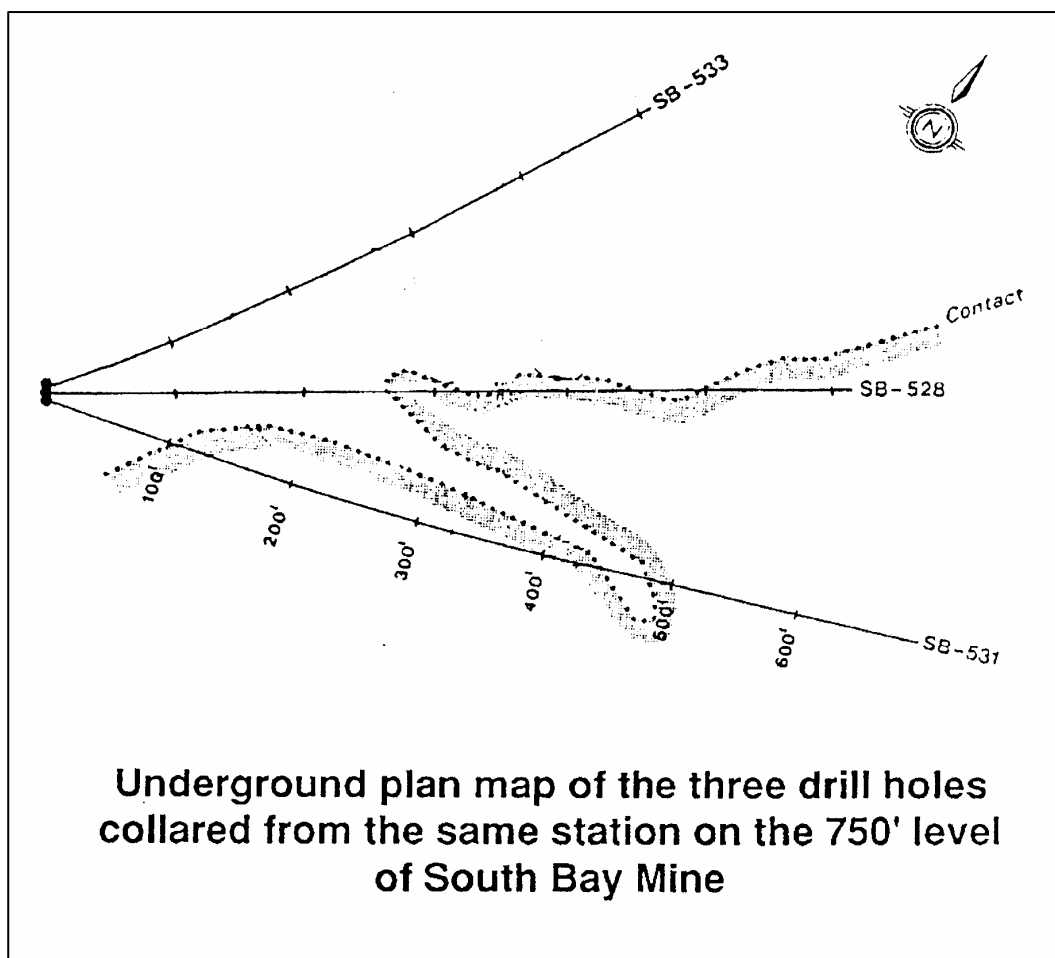 SB-533
N
Contact
SB-528
100'
200'
300'
400'
500'
600'
SB-531
Underground plan map of the three drill holes
collared from the same station on the 750' level
of South Bay Mine